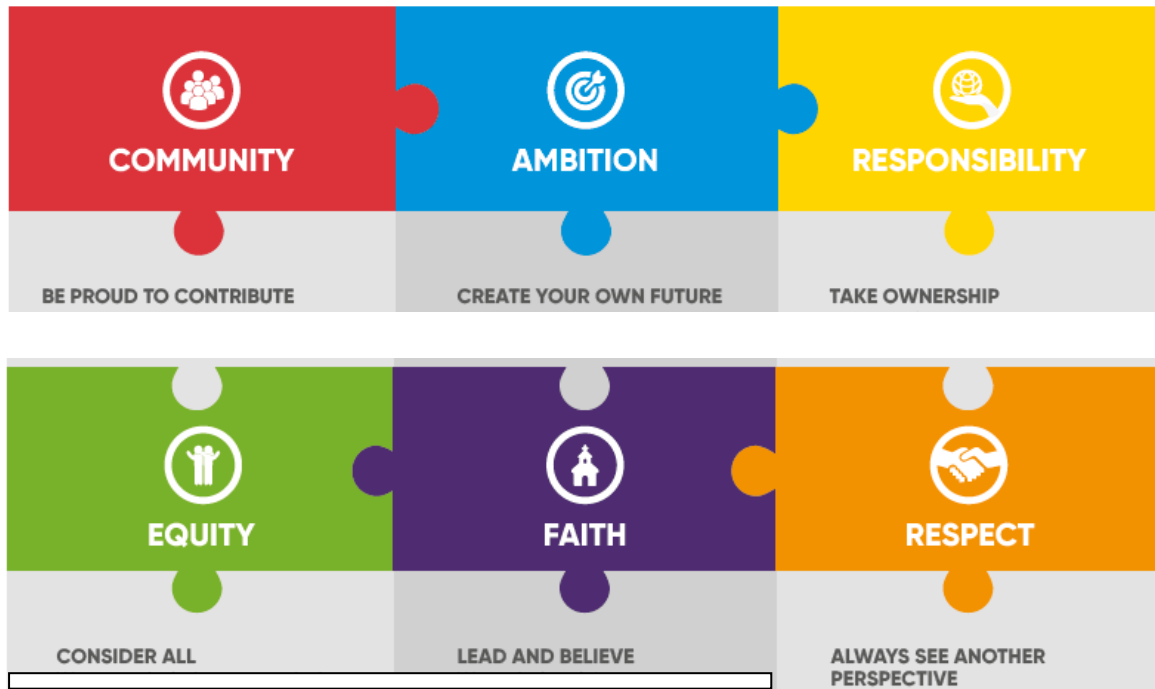 COMMUNITY
AMBITION
RESPONSIBILITY
BE PROUD TO CONTRIBUTE
CREATE YOUR OWN FUTURE
TAKE OWNERSHIP
EQUITY
FAITH
RESPECT
CONSIDER ALL
LEAD AND BELIEVE
ALWAYS SEE ANOTHER
PERSPECTIVE